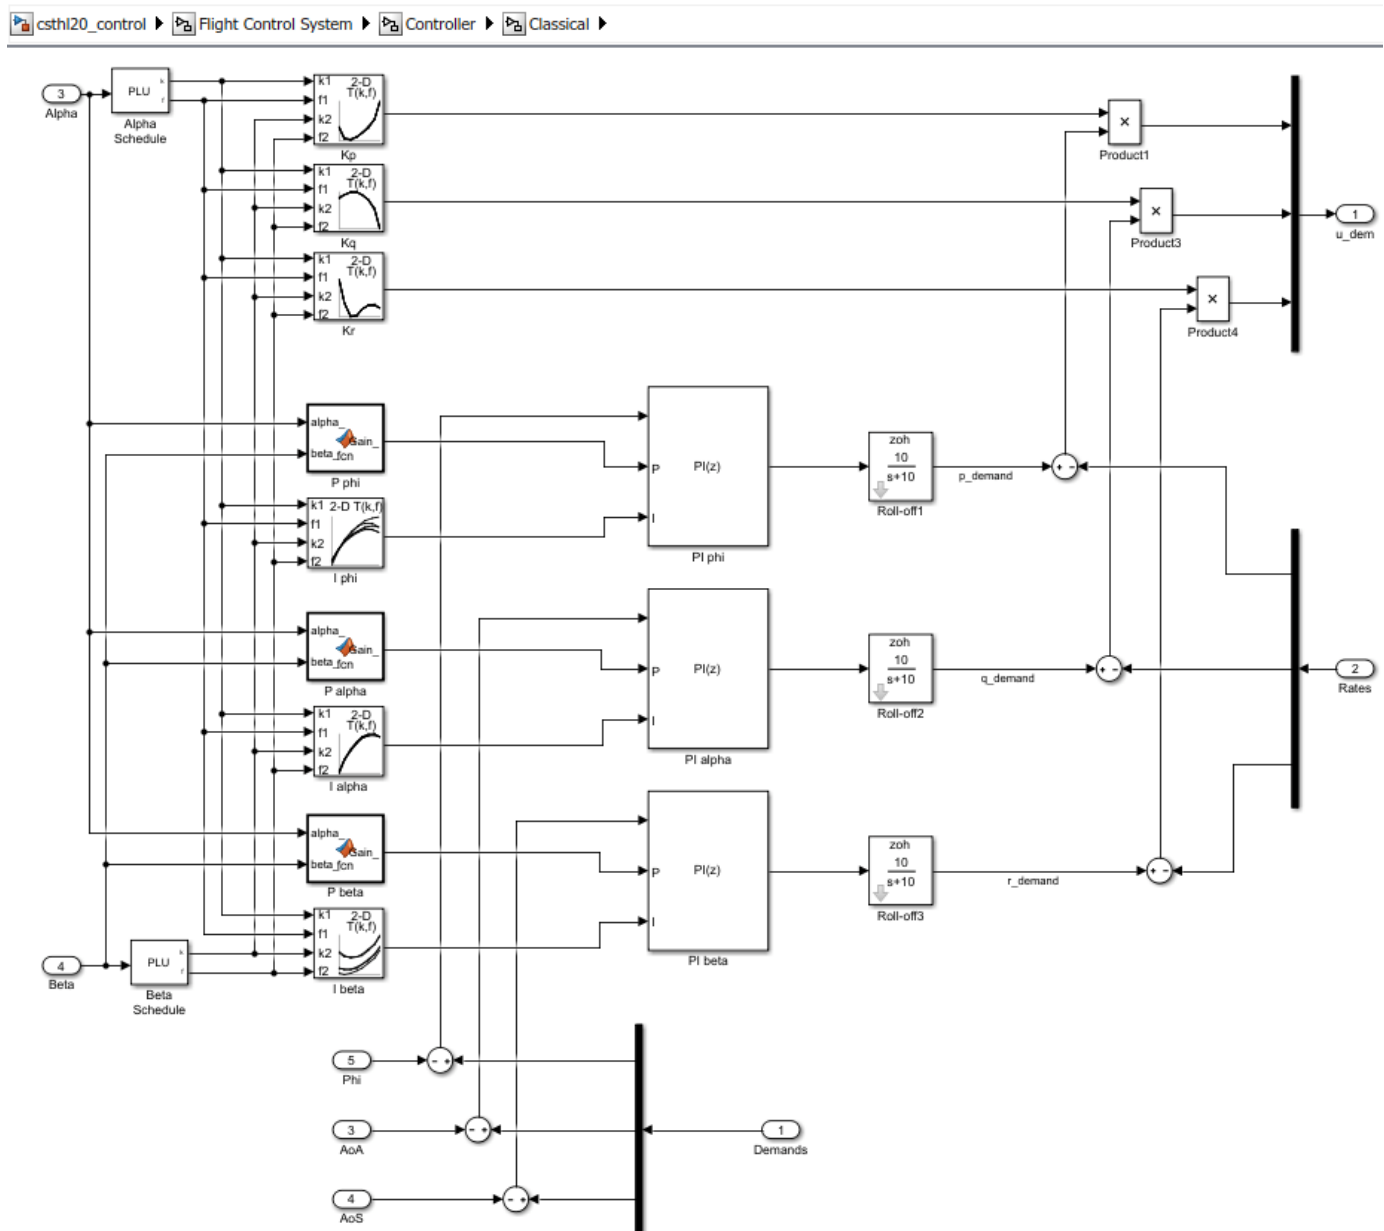 csthl20_control Flight Control System Controller Classical
3
Alpha
PLU
k
f
Alpha
Schedule
k1
f1
k2
f2
2-D
T(k,f)
Kp
k1
f1
k2
f2
2-D
T(k,f)
Kq
k1
f1
k2
f2
2-D
T(k,f)
Kr
×
Product1
×
Product3
×
Product4
1
u_dem
alpha_
beta_fcn
Gain_
P phi
k1
f1
k2
f2
2-D T(k,f)
I phi
P
I
PI(z)
PI phi
zoh
10
s+10
Roll-off1
p_demand
+ -
alpha_
beta_fcn
Gain_
P alpha
k1
f1
k2
f2
2-D
T(k,f)
I alpha
P
I
PI(z)
PI alpha
zoh
10
s+10
Roll-off2
q_demand
+ -
2
Rates
alpha_
beta_fcn
Gain_
P beta
k1
f1
k2
f2
2-D
T(k,f)
I beta
P
I
PI(z)
PI beta
zoh
10
s+10
Roll-off3
r_demand
+ -
4
Beta
PLU
k
f
Beta
Schedule
5
Phi
- +
3
AoA
- +
4
AoS
- +
1
Demands